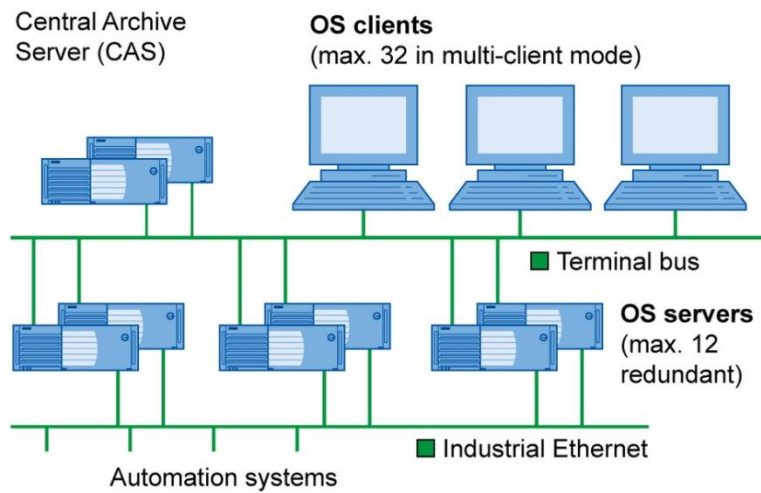 Central Archive
Server (CAS)
OS clients
(max. 32 in multi-client mode)
Terminal bus
OS servers
(max. 12
redundant)
Industrial Ethernet
Automation systems